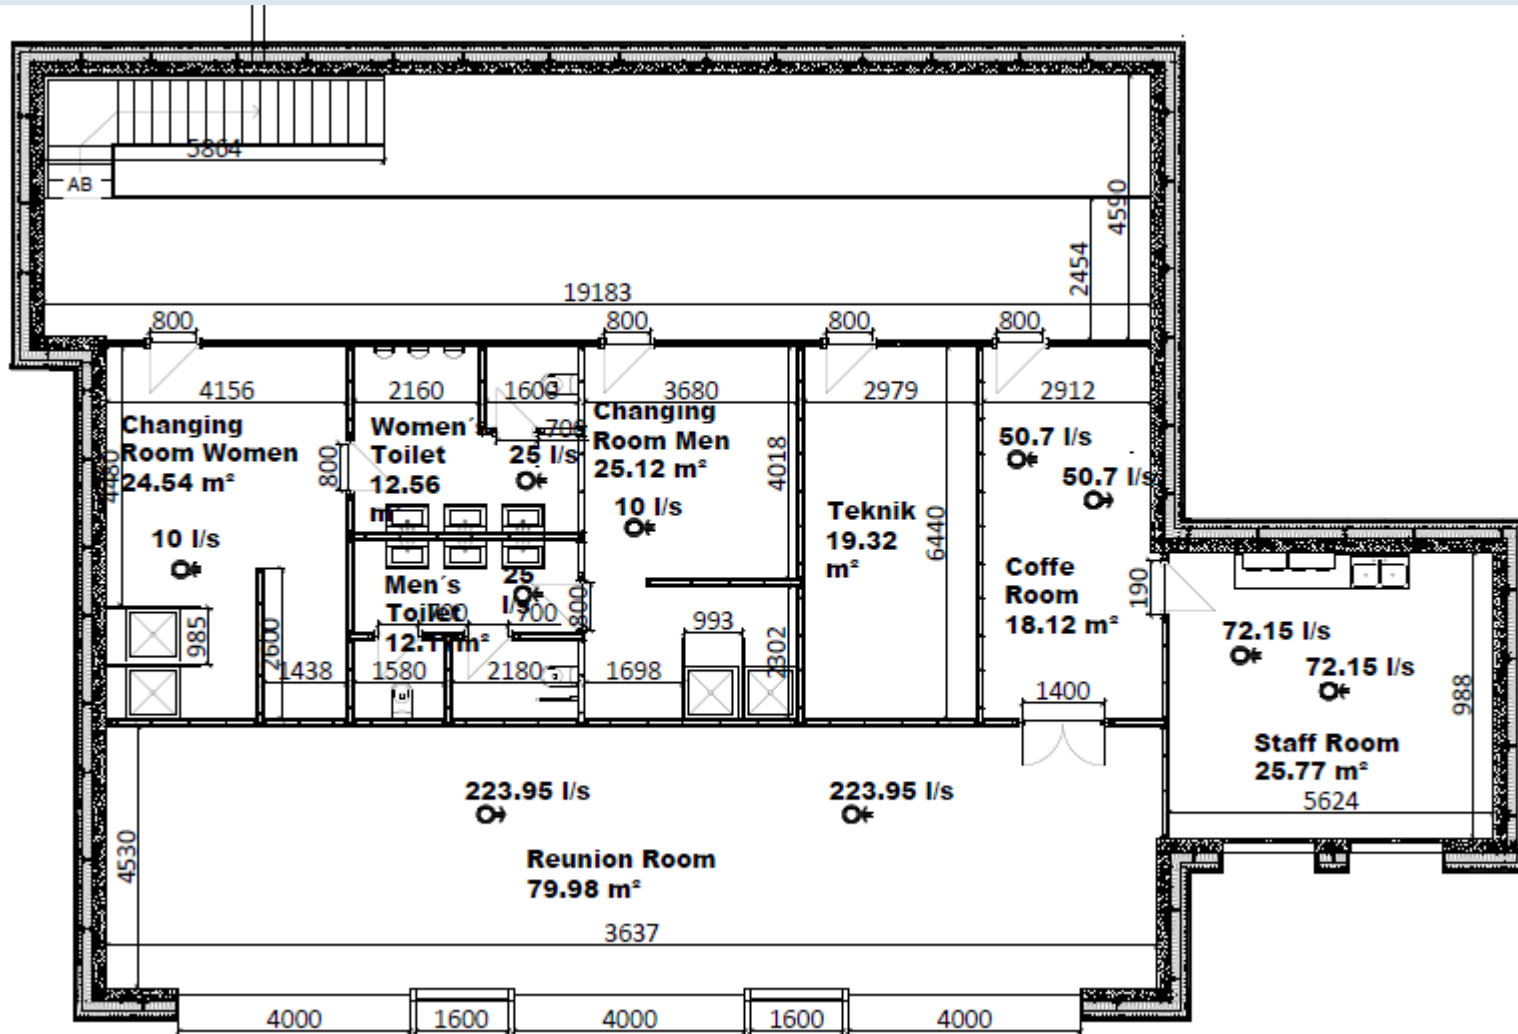 5864
AB
4590
2454
19183
800
800
800
800
4156
2160
1600
3680
2979
2912
Changing
Room Women
24.54 m²
4480
800
Women´s
Toilet
12.56
m
700
25 l/s
Changing
Room Men
25.12 m²
4018
10 l/s
10 l/s
Teknik
19.32
m²
6440
50.7 l/s
50.7 l/s
Coffe
Room
18.12 m²
190
Men´s
Toilet
m²
25
l/s
700
800
985
2600
1438
1580
2180
1698
993
2302
1400
72.15 l/s
72.15 l/s
988
Staff Room
25.77 m²
5624
223.95 l/s
223.95 l/s
4530
Reunion Room
79.98 m²
3637
4000
1600
4000
1600
4000